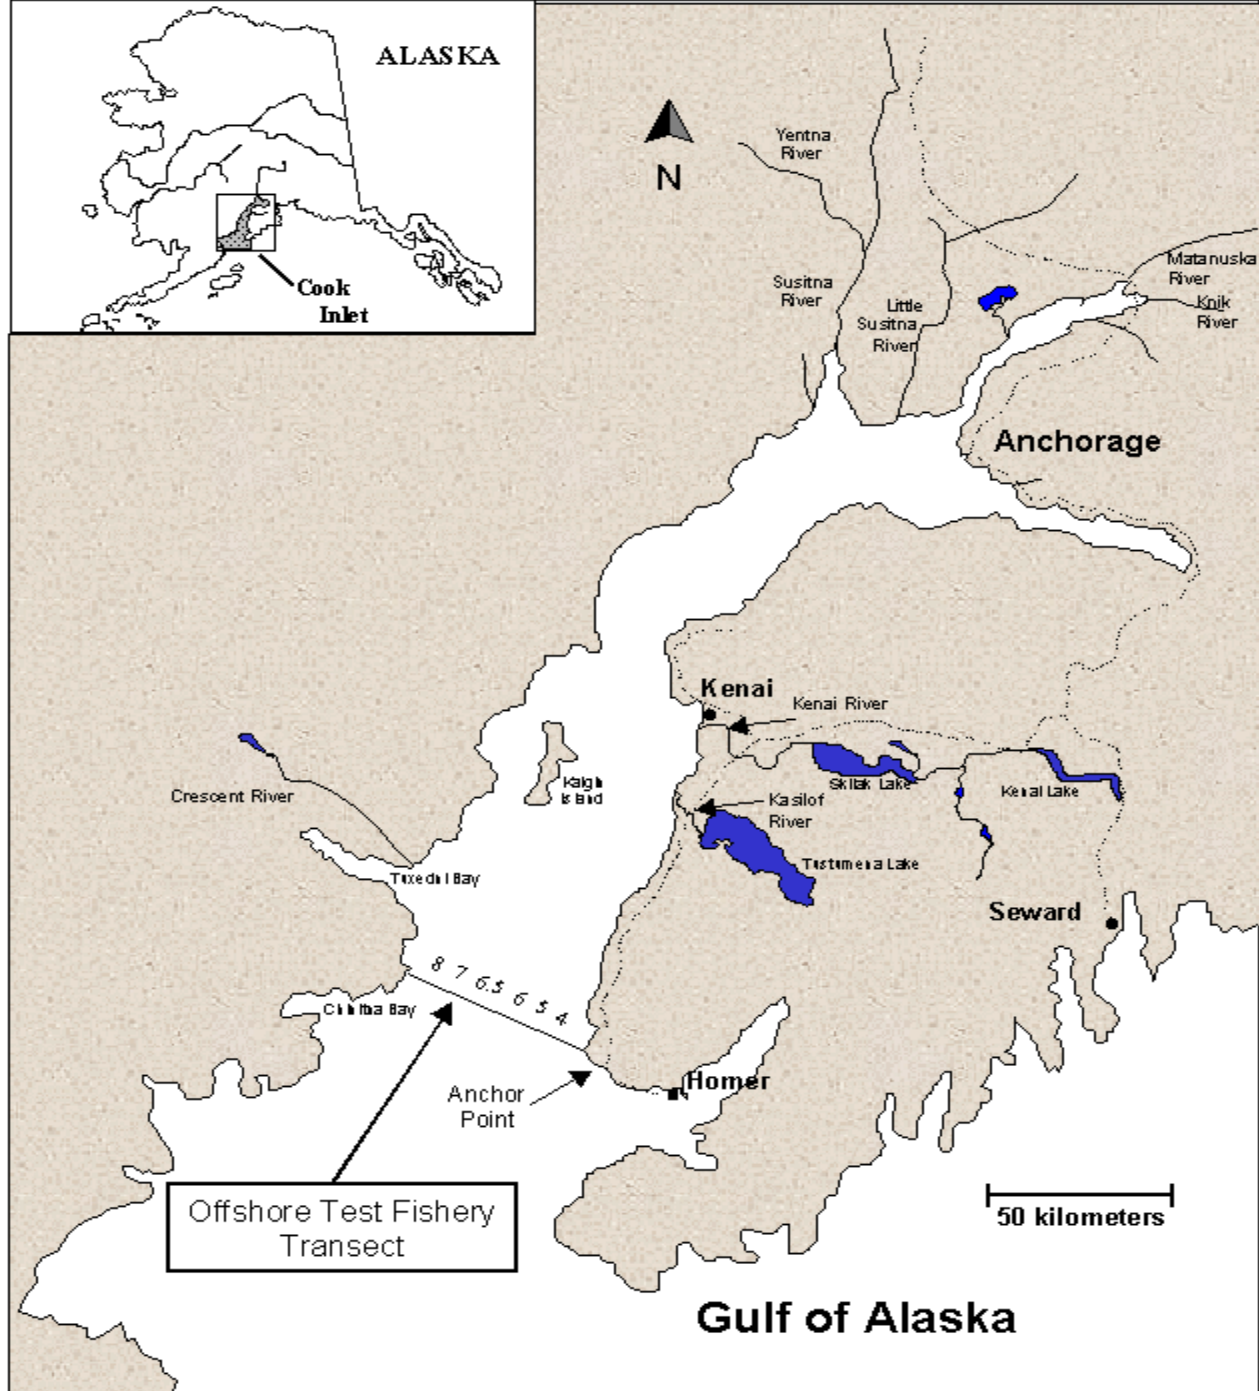 ALASKA
Cook
Inlet
N
Yentna
River
Susitna
River
Little
Susitna
River
Matanuska
River
Knik
River
Anchorage
Kenai
Kenai River
Skilak Lake
Kenai Lake
Kasilof
River
Tustumena Lake
Crescent River
Island
Bay
Seward
8 7 6.5 6 5 4
Bay
Anchor
Point
Homer
Offshore Test Fishery
Transect
50 kilometers
Gulf of Alaska